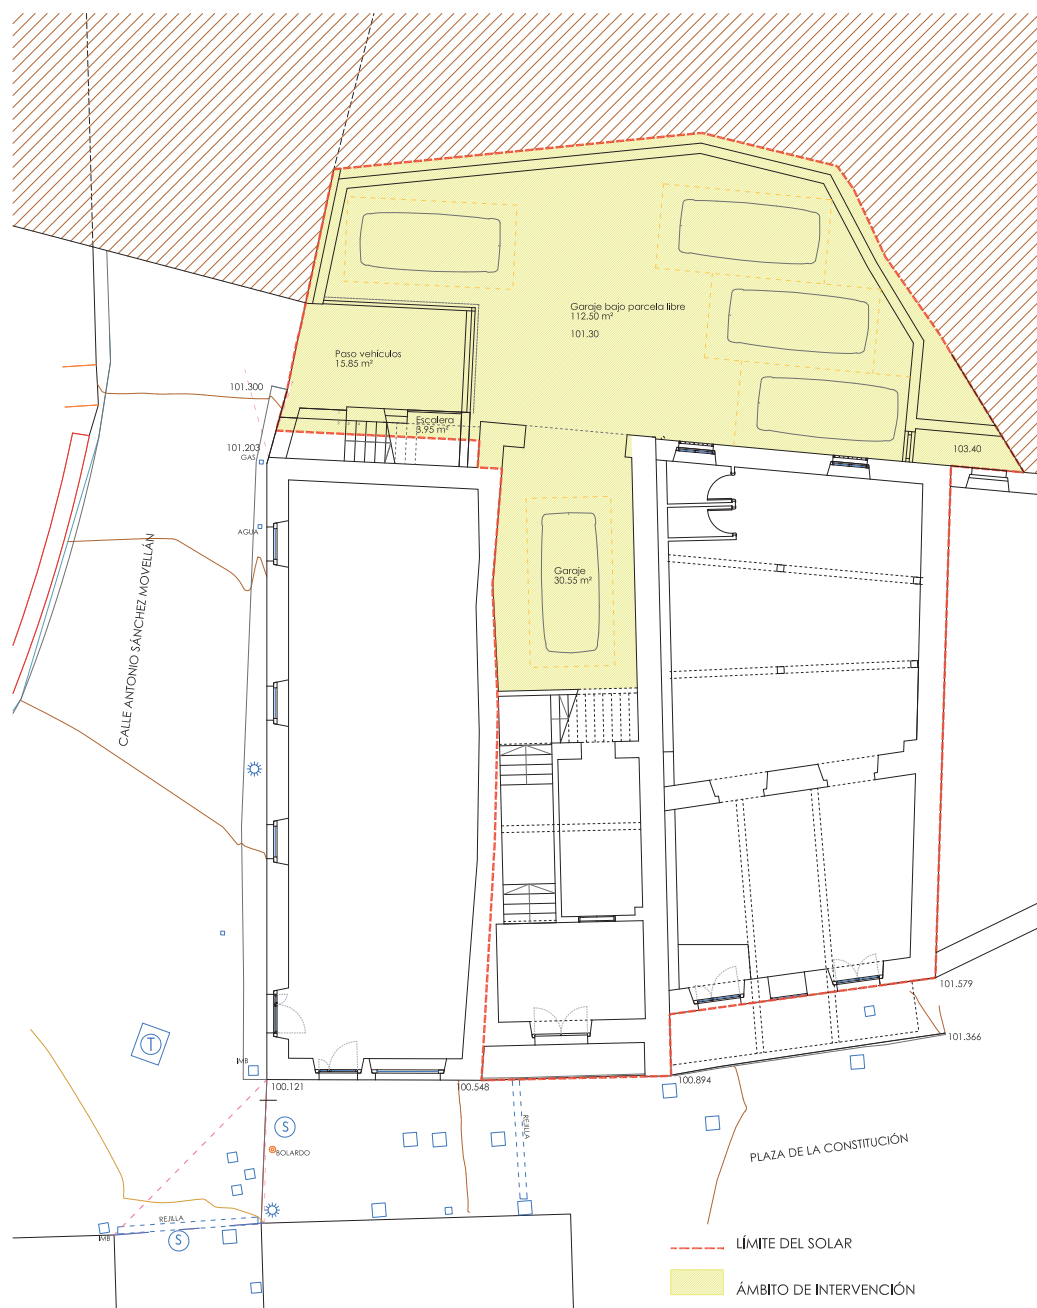 Garaje bajo parcela libre
112.50 m²
101.30
Paso vehículos
15.85 m²
101.300
Escalera
3.95 m²
101.203
GAS
103.40
AGUA
Garaje
30.55 m²
CALLE ANTONIO SÁNCHEZ MOVELLÁN
101.579
101.366
T
IMB
100.121
100.548
100.894
S
REJILLA
BOLARDO
PLAZA DE LA CONSTITUCIÓN
REJILLA
IMB
S
LÍMITE DEL SOLAR
ÁMBITO DE INTERVENCIÓN